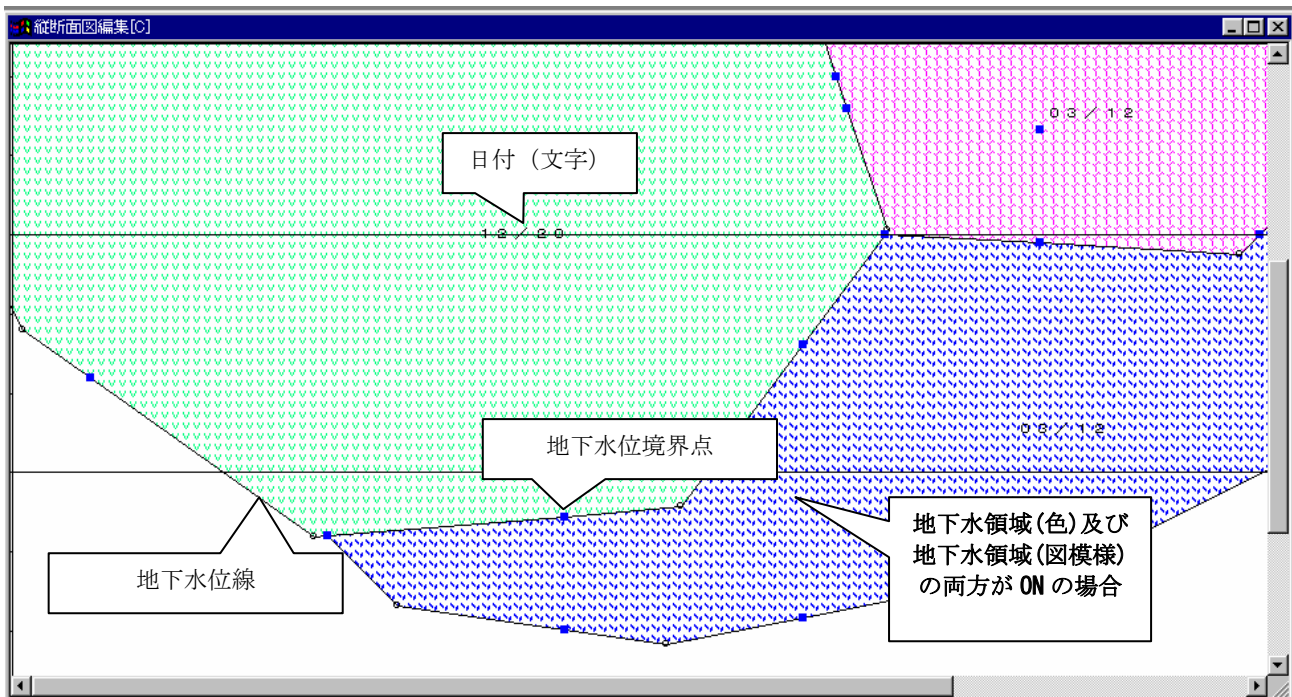 縦断面図編集[C]
03/12
日付（文字）
12/20
03/12
地下水位境界点
地下水領域(色)及び
地下水領域(図模様)
の両方が ON の場合
地下水位線